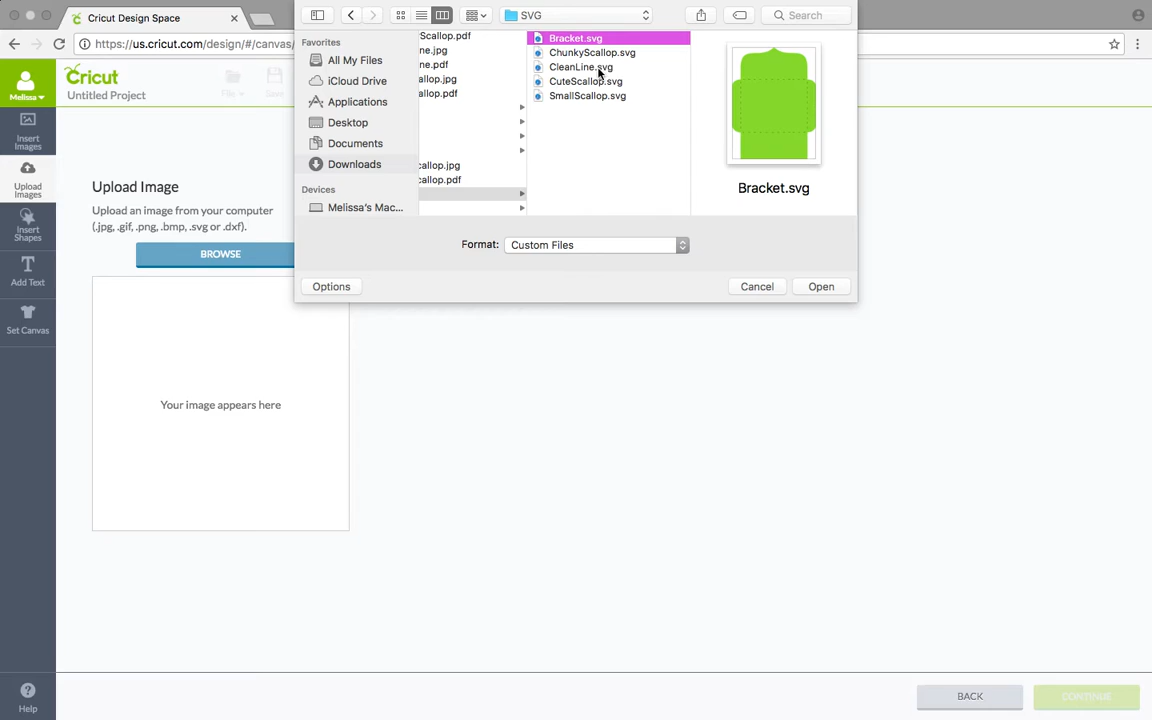 Cricut Design Space
https://us.cricut.com/design/#/canvas/
Cricut
Untitled Project
File
Save
Melissa
Insert
Images
Upload
Images
Insert
Shapes
Add Text
Set Canvas
Help
Upload Image
Upload an image from your computer
(.jpg, .gif, .png, .bmp, .svg or .dxf).
BROWSE
Your image appears here
SVG
Search
Favorites
All My Files
iCloud Drive
Applications
Desktop
Documents
Downloads
Devices
Melissa's Mac...
Scallop.pdf
ne.jpg
ne.pdf
allop.jpg
allop.pdf
callop.jpg
callop.pdf
Bracket.svg
ChunkyScallop.svg
CleanLine.svg
CuteScallop.svg
SmallScallop.svg
Bracket.svg
Format:
Custom Files
Options
Cancel
Open
BACK
CONTINUE